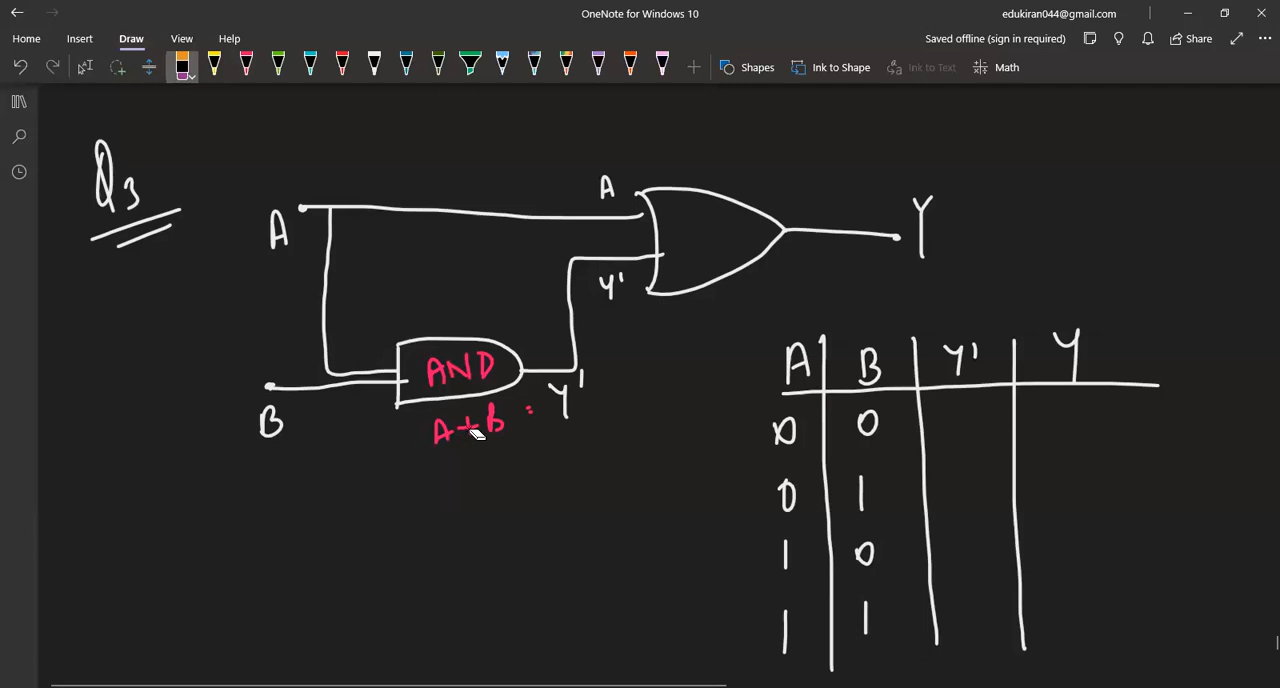 OneNote for Windows 10
edukiran044@gmail.com
Home Insert Draw View Help
Saved offline (sign in required)
Share
Shapes
Ink to Shape
Ink to Text
Math
Q3
A A
Y' Y
AND
B Y'
A+B =
A B Y' Y
0 0
0 1
1 0
1 1